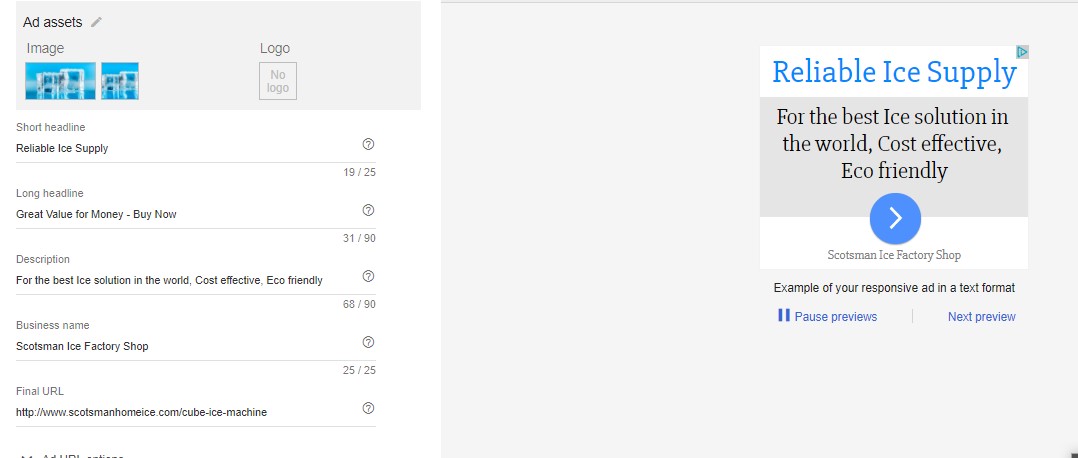 Ad assets
Image
Logo
No
logo
Short headline
Reliable Ice Supply
19 / 25
Long headline
Great Value for Money - Buy Now
31 / 90
Description
For the best Ice solution in the world, Cost effective, Eco friendly
68 / 90
Business name
Scotsman Ice Factory Shop
25 / 25
Final URL
http://www.scotsmanhomeice.com/cube-ice-machine
Ad URL options
Reliable Ice Supply
For the best Ice solution in
the world, Cost effective,
Eco friendly
Scotsman Ice Factory Shop
Example of your responsive ad in a text format
Pause previews
Next preview